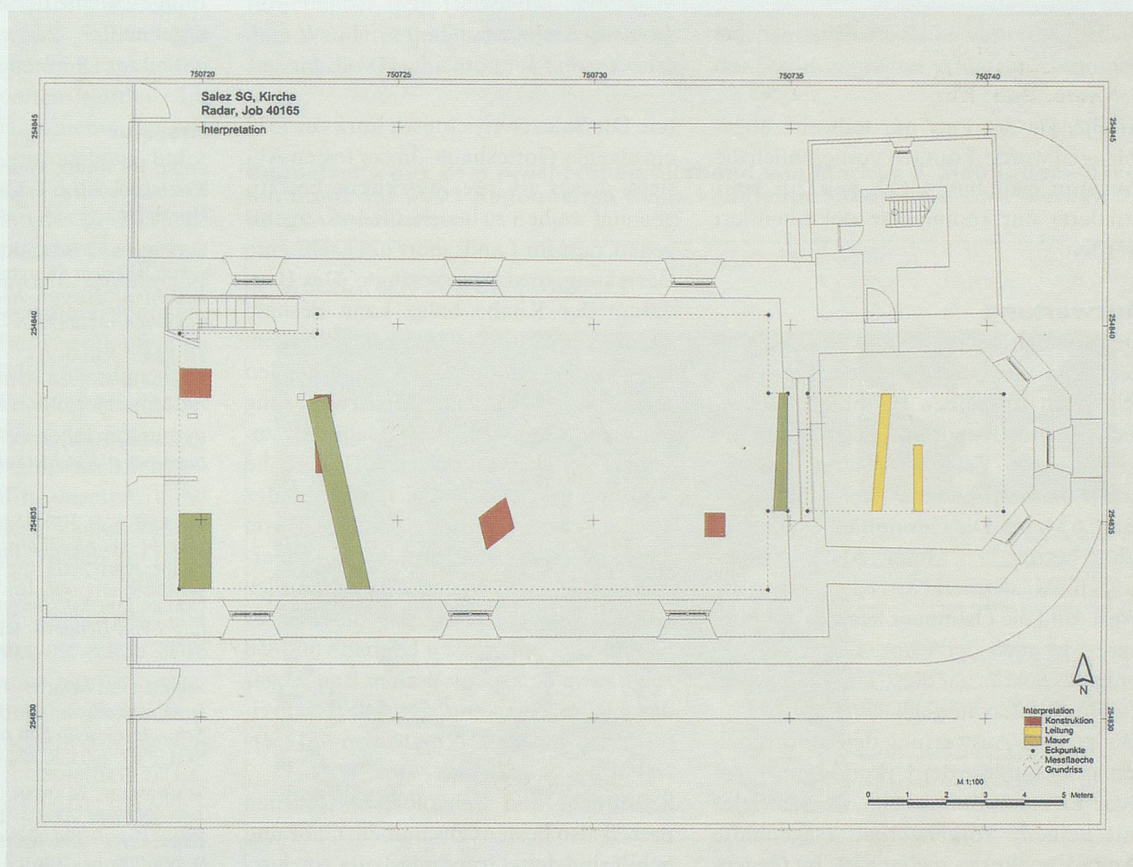 750720
750725
750730
750735
750740
Salez SG, Kirche
Radar, Job 40165
Interpretation
254845
254845
254840
254840
254835
254835
254830
254830
N
Interpretation
Konstruktion
Leitung
Mauer
Eckpunkte
Messflaeche
Grundriss
M 1:100
0 1 2 3 4 5 Meters